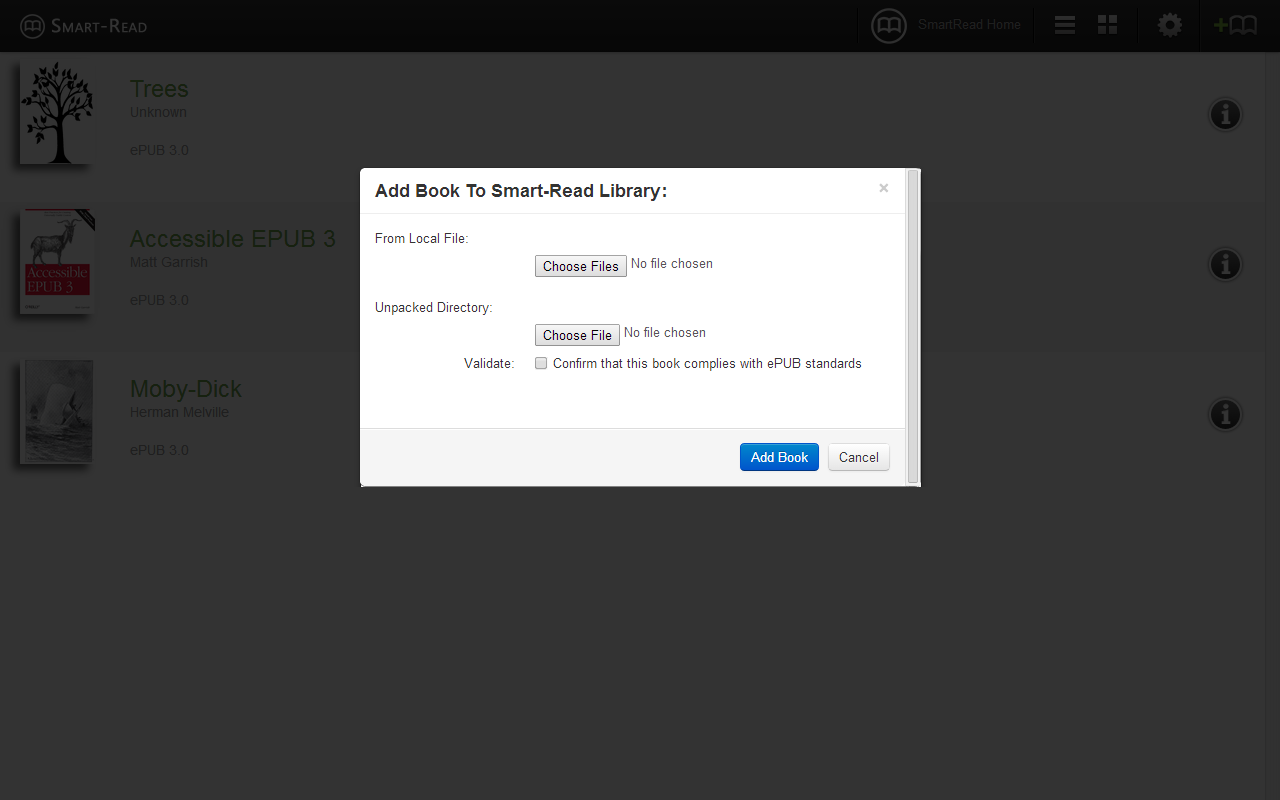 Smart-Read
SmartRead Home
Trees
Unknown
ePUB 3.0
Add Book To Smart-Read Library:
×
From Local File:
Choose Files No file chosen
Unpacked Directory:
Choose File No file chosen
Validate: Confirm that this book complies with ePUB standards
Add Book Cancel
Accessible
EPUB 3
Accessible EPUB 3
Matt Garrish
ePUB 3.0
Moby-Dick
Herman Melville
ePUB 3.0